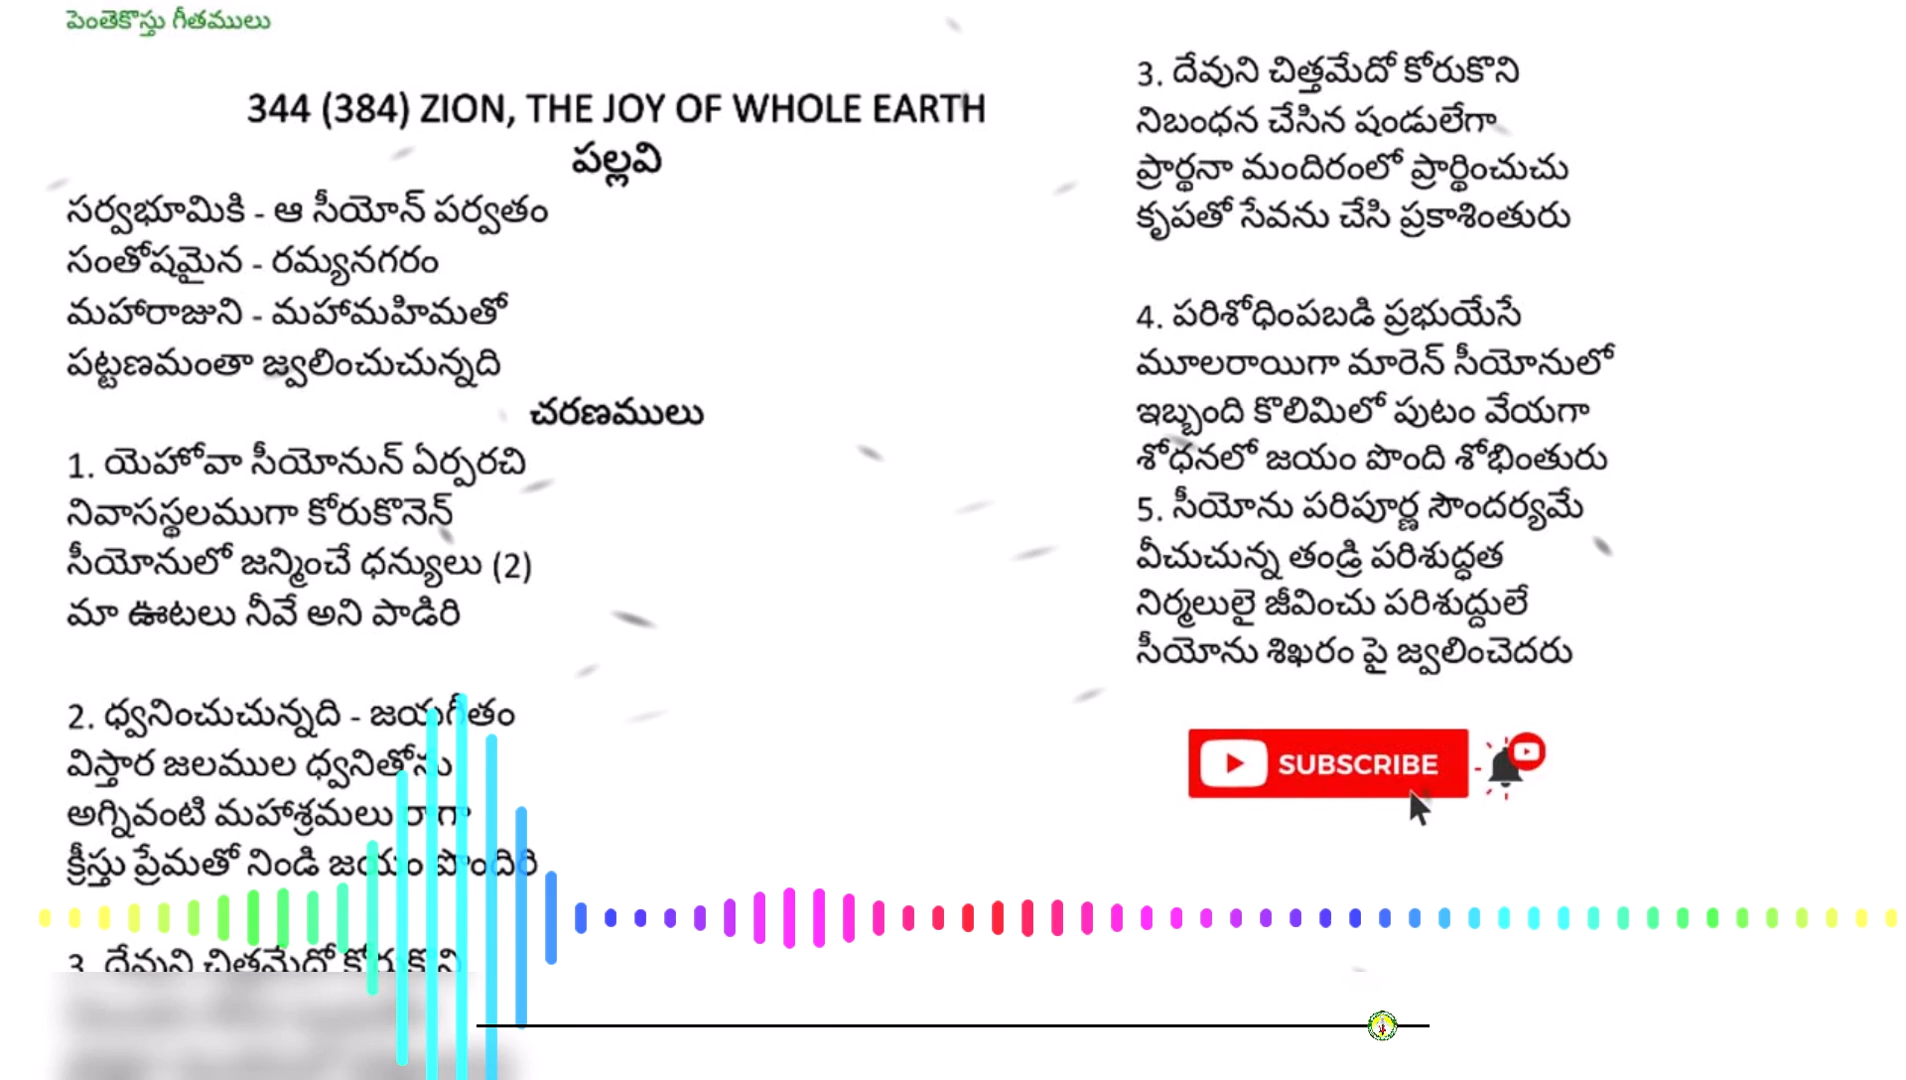 పెంతెకొస్తు గీతములు
344 (384) ZION, THE JOY OF WHOLE EARTH
పల్లవి
సర్వభూమికి - ఆ సీయోన్ పర్వతం
సంతోషమైన - రమ్యనగరం
మహారాజుని - మహామహిమతో
పట్టణమంతా జ్వలించుచున్నది
చరణములు
1. యెహోవా సీయోనున్ ఏర్పరచి
నివాసస్థలముగా కోరుకొనెన్
సీయోనులో జన్మించే ధన్యులు (2)
మా ఊటలు నీవే అని పాడిరి
2. ధ్వనించుచున్నది - జయగీతం
విస్తార జలముల ధ్వనితోను
అగ్నివంటి మహాశ్రమలు రాగా
క్రీస్తు ప్రేమతో నిండి జయం పొందిరి
3. దేవుని చిత్తమేదో కోరుకొని
3. దేవుని చిత్తమేదో కోరుకొని
నిబంధన చేసిన షండులేగా
ప్రార్థనా మందిరంలో ప్రార్థించుచు
కృపతో సేవను చేసి ప్రకాశింతురు
4. పరిశోధింపబడి ప్రభుయేసే
మూలరాయిగా మారెన్ సీయోనులో
ఇబ్బంది కొలిమిలో పుటం వేయగా
శోధనలో జయం పొంది శోభింతురు
5. సీయోను పరిపూర్ణ సౌందర్యమే
వీచుచున్న తండ్రి పరిశుద్ధత
నిర్మలులై జీవించు పరిశుద్దులే
సీయోను శిఖరం పై జ్వలించెదరు
SUBSCRIBE